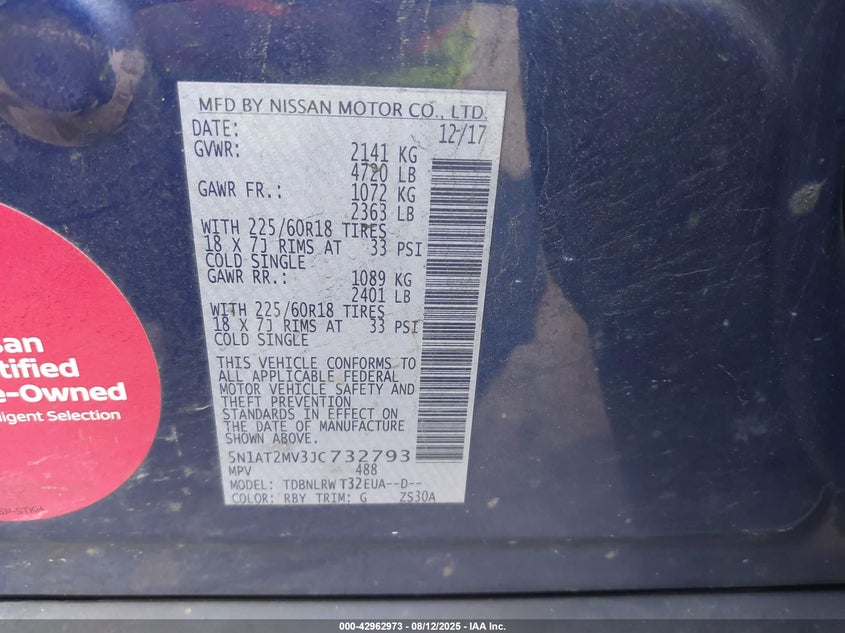 MFD BY NISSAN MOTOR CO., LTD.
DATE: 12/17
GVWR: 2141 KG
4720 LB
GAWR FR.: 1072 KG
2363 LB
WITH 225/60R18 TIRES
18 X 7J RIMS AT 33 PSI
COLD SINGLE
GAWR RR.: 1089 KG
2401 LB
WITH 225/60R18 TIRES
18 X 7J RIMS AT 33 PSI
COLD SINGLE
THIS VEHICLE CONFORMS TO
ALL APPLICABLE FEDERAL
MOTOR VEHICLE SAFETY AND
THEFT PREVENTION
STANDARDS IN EFFECT ON
THE DATE OF MANUFACTURE
SHOWN ABOVE.
5N1AT2MV3JC732793
MPV 488
MODEL: TDBNLRW T32EUA--D--
COLOR: RBY TRIM: G ZS30A
san
tified
e-Owned
lligent Selection
SP-STKH
000-42962973 - 08/12/2025 - IAA Inc.